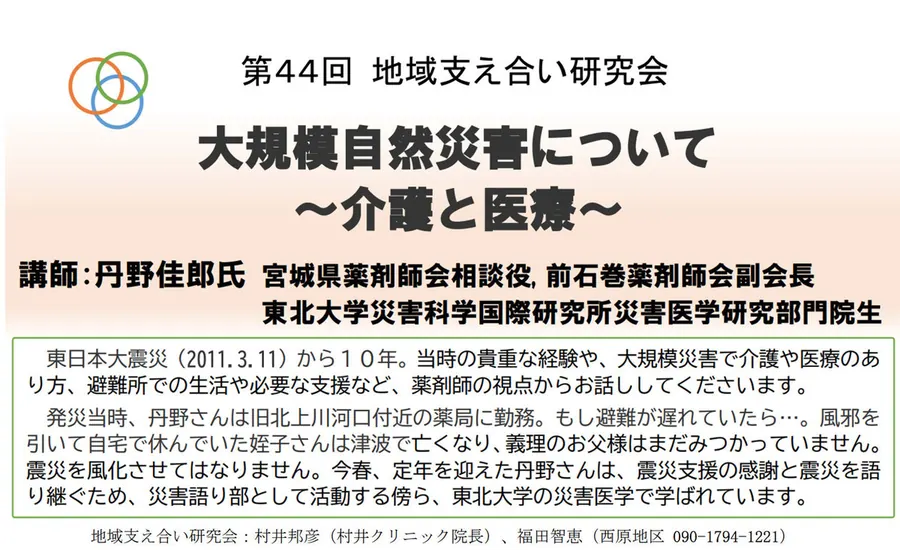 第４４回 地域支え合い研究会
大規模自然災害について
～介護と医療～
講師：丹野佳郎氏 宮城県薬剤師会相談役，前石巻薬剤師会副会長
東北大学災害科学国際研究所災害医学研究部門院生
東日本大震災（2011.3.11）から１０年。当時の貴重な経験や、大規模災害で介護や医療のあ
り方、避難所での生活や必要な支援など、薬剤師の視点からお話ししてくださいます。
発災当時、丹野さんは旧北上川河口付近の薬局に勤務。もし避難が遅れていたら…。風邪を
引いて自宅で休んでいた姪子さんは津波で亡くなり、義理のお父様はまだみつかっていません。
震災を風化させてはなりません。今春、定年を迎えた丹野さんは、震災支援の感謝と震災を語
り継ぐため、災害語り部として活動する傍ら、東北大学の災害医学で学ばれています。
地域支え合い研究会：村井邦彦（村井クリニック院長）、福田智恵（西原地区 090-1794-1221）